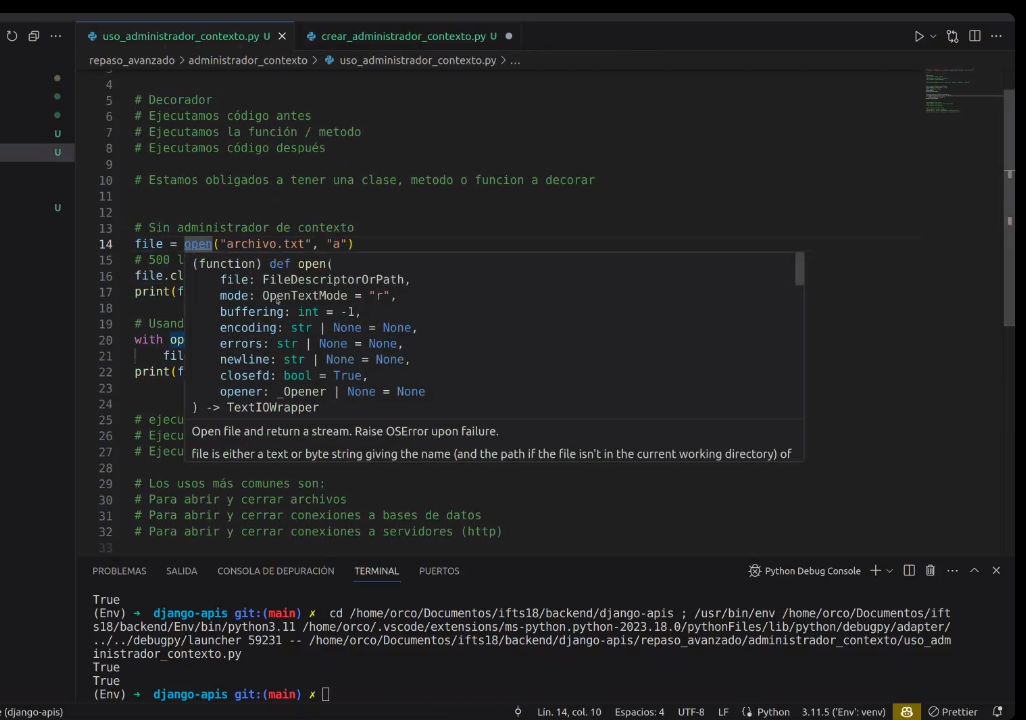 uso_administrador_contexto.py U
crear_administrador_contexto.py U
repaso_avanzado > administrador_contexto > uso_administrador_contexto.py > ...
4
5 # Decorador
6 # Ejecutamos código antes
7 # Ejecutamos la función / metodo
8 # Ejecutamos código después
9
10 # Estamos obligados a tener una clase, metodo o funcion a decorar
11
12
13 # Sin administrador de contexto
14 file = open("archivo.txt", "a")
15 # 500 l
16 file.cl
17 print(f
18
19 # Usand
20 with op
21 fil
22 print(f
23
24
25 # ejecu
26 # Ejecu
27 # Ejecu
28
29 # Los usos más comunes son:
30 # Para abrir y cerrar archivos
31 # Para abrir y cerrar conexiones a bases de datos
32 # Para abrir y cerrar conexiones a servidores (http)
33
(function) def open(
file: FileDescriptorOrPath,
mode: OpenTextMode = "r",
buffering: int = -1,
encoding: str | None = None,
errors: str | None = None,
newline: str | None = None,
closefd: bool = True,
opener: _Opener | None = None
) -> TextIOWrapper
Open file and return a stream. Raise OSError upon failure.
file is either a text or byte string giving the name (and the path if the file isn't in the current working directory) of
U
U
U
PROBLEMAS SALIDA CONSOLA DE DEPURACIÓN TERMINAL PUERTOS
Python Debug Console
True
(Env) ➜ django-apis git:(main) ✗ cd /home/orco/Documentos/ifts18/backend/django-apis ; /usr/bin/env /home/orco/Documentos/ift
s18/backend/Env/bin/python3.11 /home/orco/.vscode/extensions/ms-python.python-2023.18.0/pythonFiles/lib/python/debugpy/adapter/
../../debugpy/launcher 59231 -- /home/orco/Documentos/ifts18/backend/django-apis/repaso_avanzado/administrador_contexto/uso_adm
inistrador_contexto.py
True
True
(Env) ➜ django-apis git:(main) ✗
(django-apis)
Lín. 14, col. 10 Espacios: 4 UTF-8 LF Python 3.11.5 ('Env': venv) Prettier